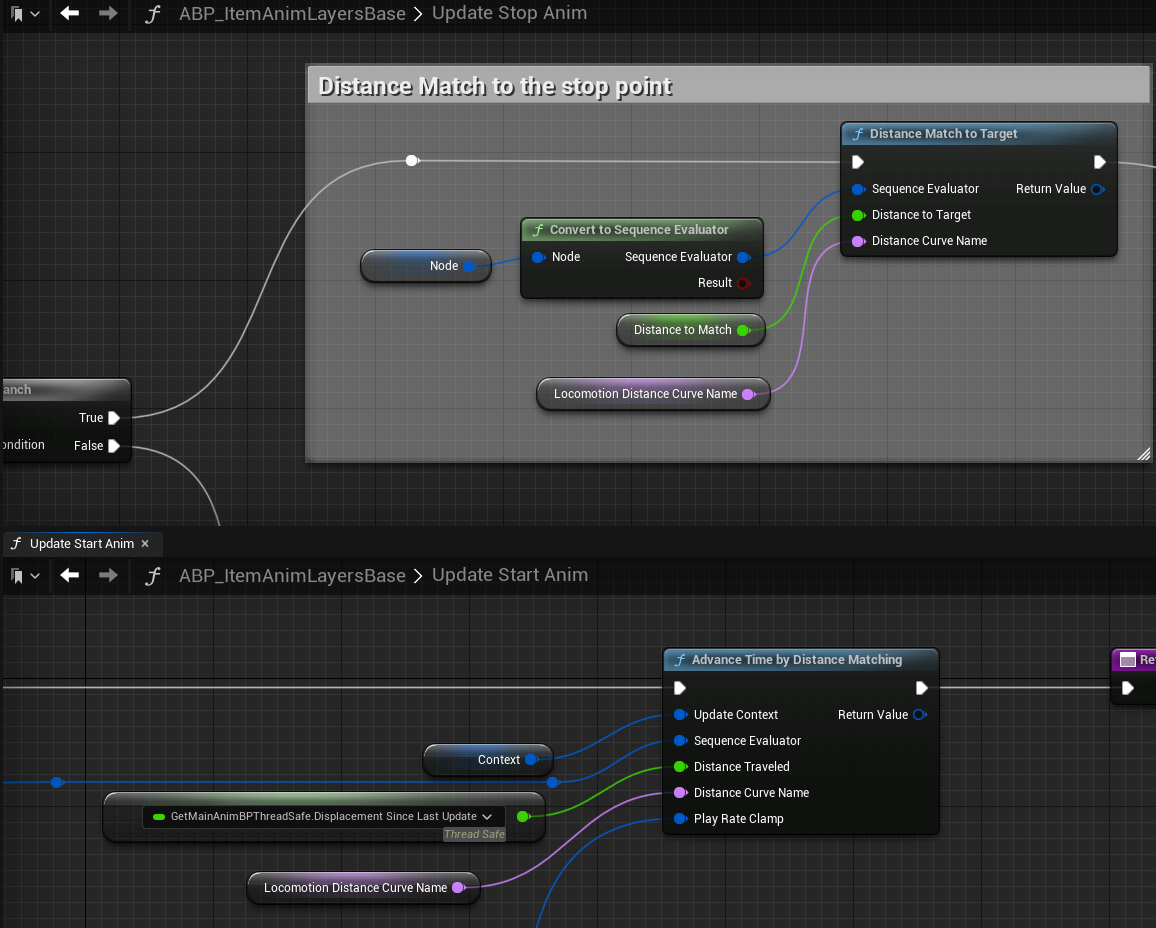 ABP_ItemAnimLayersBase > Update Stop Anim
Distance Match to the stop point
Distance Match to Target
Sequence Evaluator Return Value
Distance to Target
Distance Curve Name
Convert to Sequence Evaluator
Node
Node Sequence Evaluator
Result
Distance to Match
Locomotion Distance Curve Name
anch
True
ondition False
Update Start Anim ×
ABP_ItemAnimLayersBase > Update Start Anim
Advance Time by Distance Matching
Re
Update Context Return Value
Sequence Evaluator
Context
Distance Traveled
Distance Curve Name
GetMainAnimBPThreadSafe.Displacement Since Last Update
Play Rate Clamp
Thread Safe
Locomotion Distance Curve Name